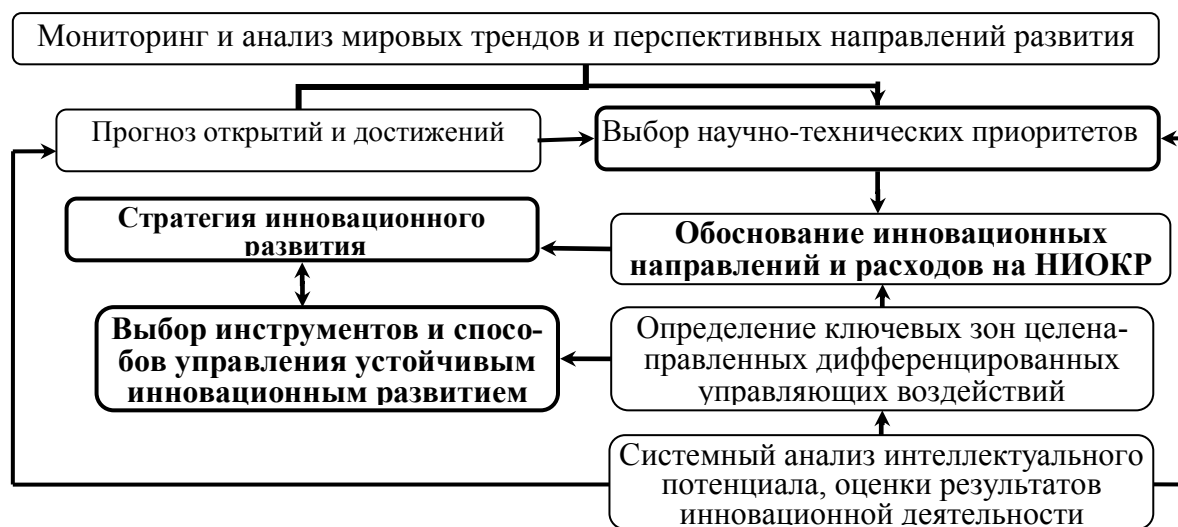 Мониторинг и анализ мировых трендов и перспективных направлений развития
Прогноз открытий и достижений
Выбор научно-технических приоритетов
Стратегия инновационного
развития
Обоснование инновационных
направлений и расходов на НИОКР
Выбор инструментов и спосо-
бов управления устойчивым
инновационным развитием
Определение ключевых зон целена-
правленных дифференцированных
управляющих воздействий
Системный анализ интеллектуального
потенциала, оценки результатов
инновационной деятельности